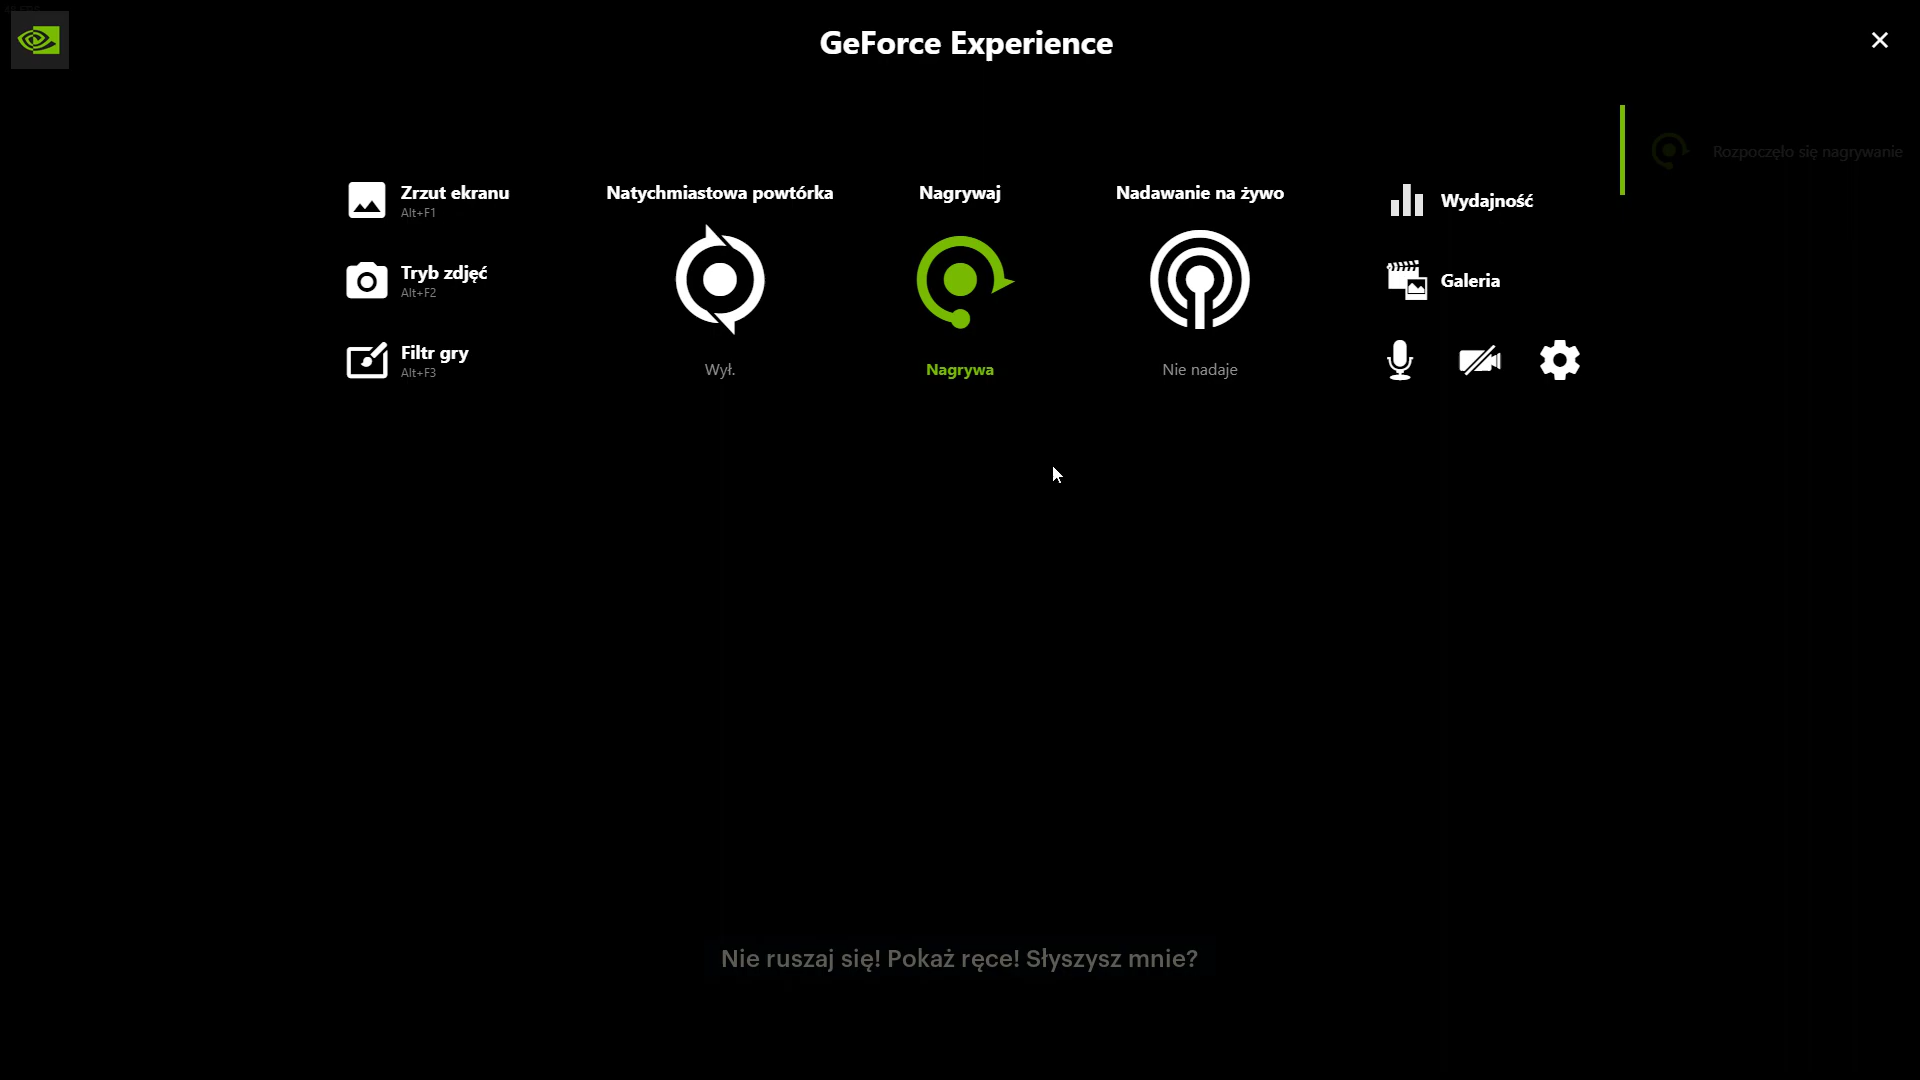 GeForce Experience
Rozpoczęło się nagrywanie
Zrzut ekranu
Alt+F1
Natychmiastowa powtórka
Nagrywaj
Nadawanie na żywo
Wydajność
Tryb zdjęć
Alt+F2
Galeria
Filtr gry
Alt+F3
Wył.
Nagrywa
Nie nadaje
Nie ruszaj się! Pokaż ręce! Słyszysz mnie?